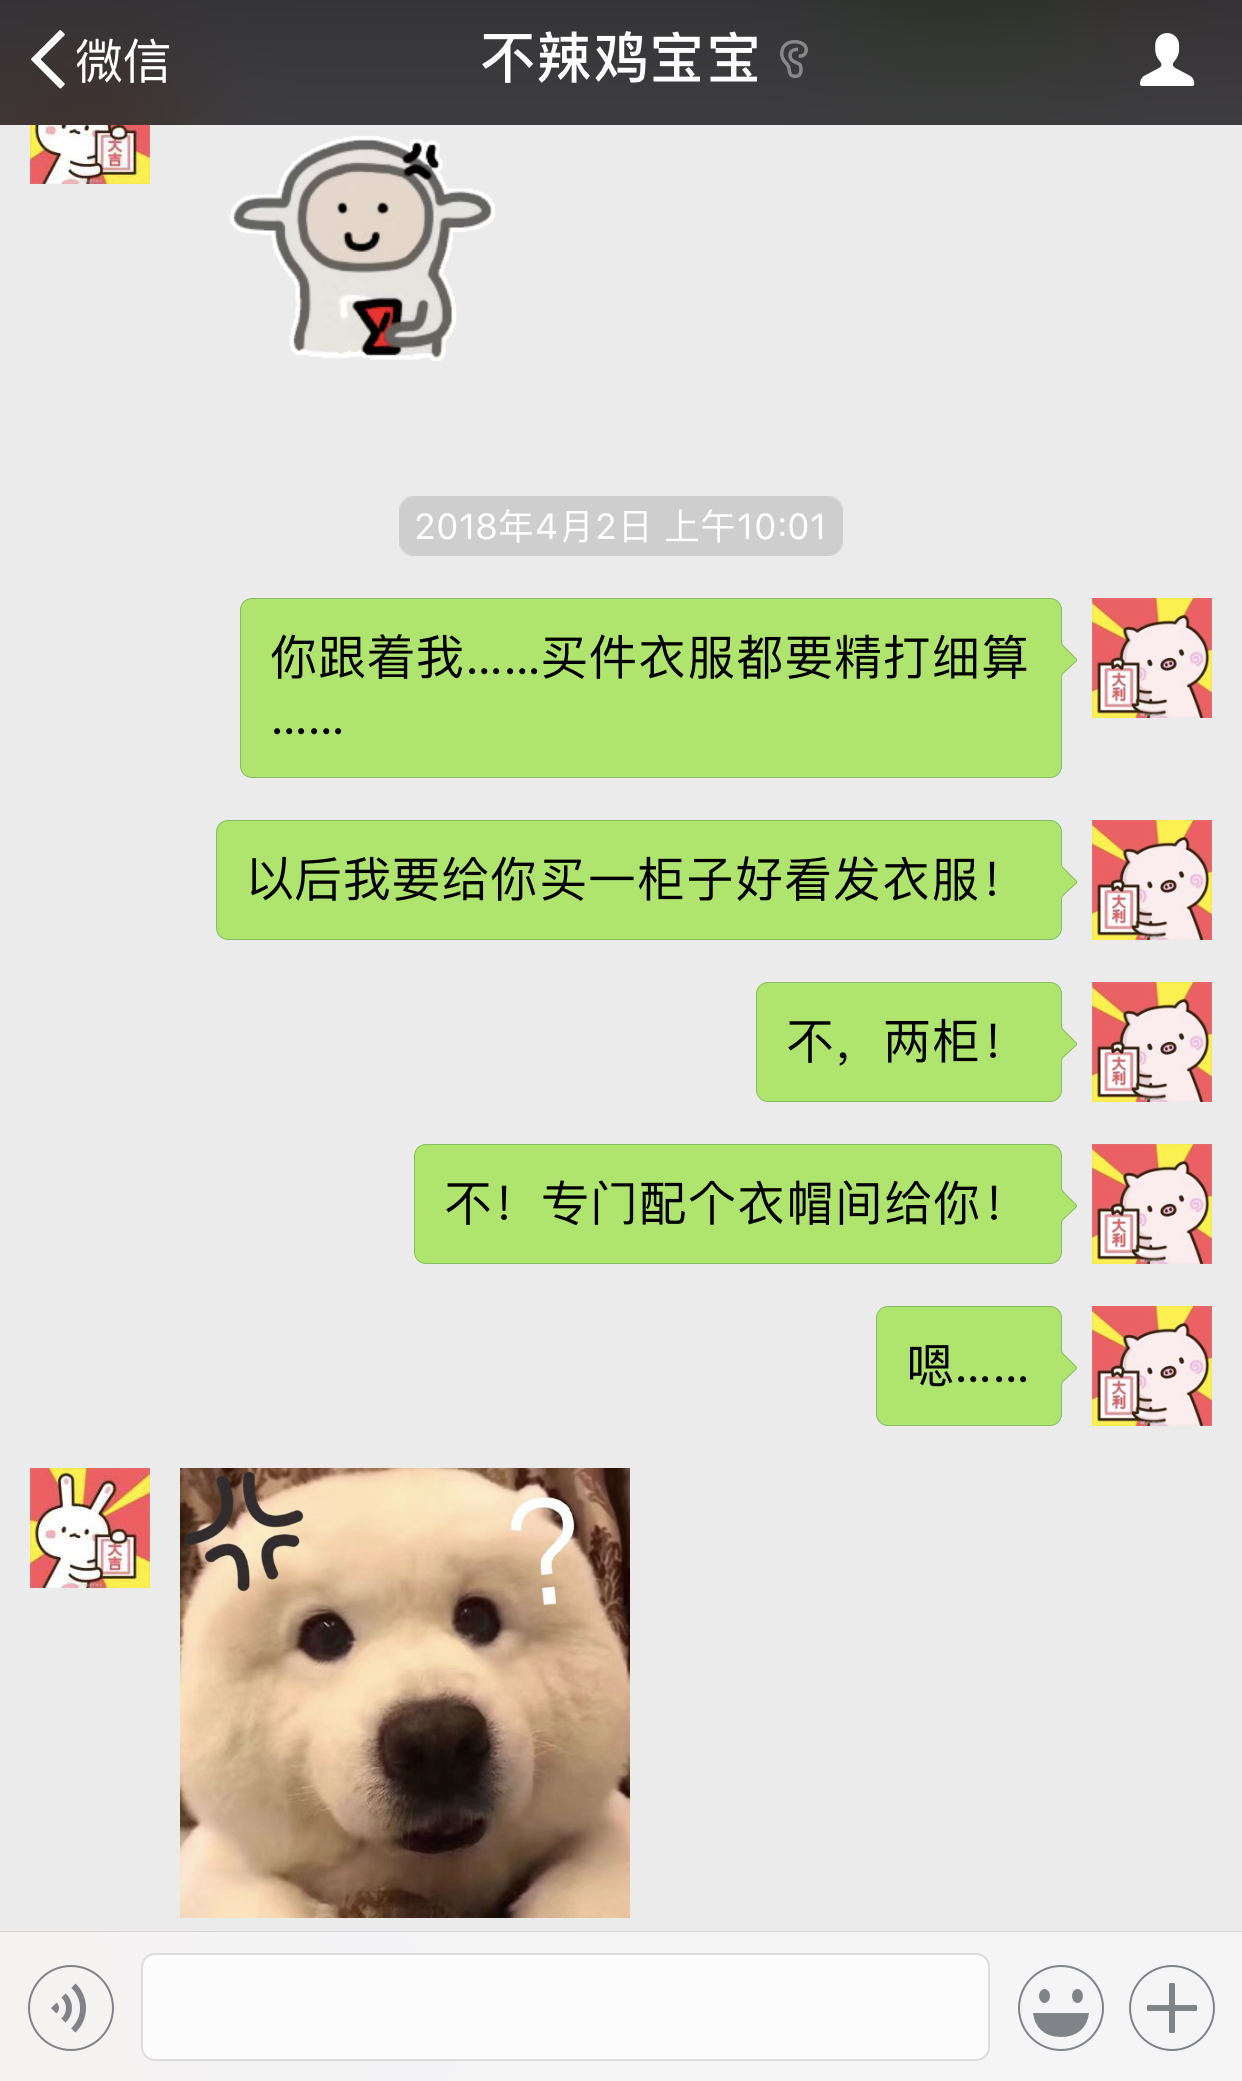 微信
不辣鸡宝宝
大吉
2018年4月2日 上午10:01
你跟着我……买件衣服都要精打细算
……
大利
以后我要给你买一柜子好看发衣服！
大利
不，两柜！
大利
不！专门配个衣帽间给你！
大利
嗯……
大利
大吉
?